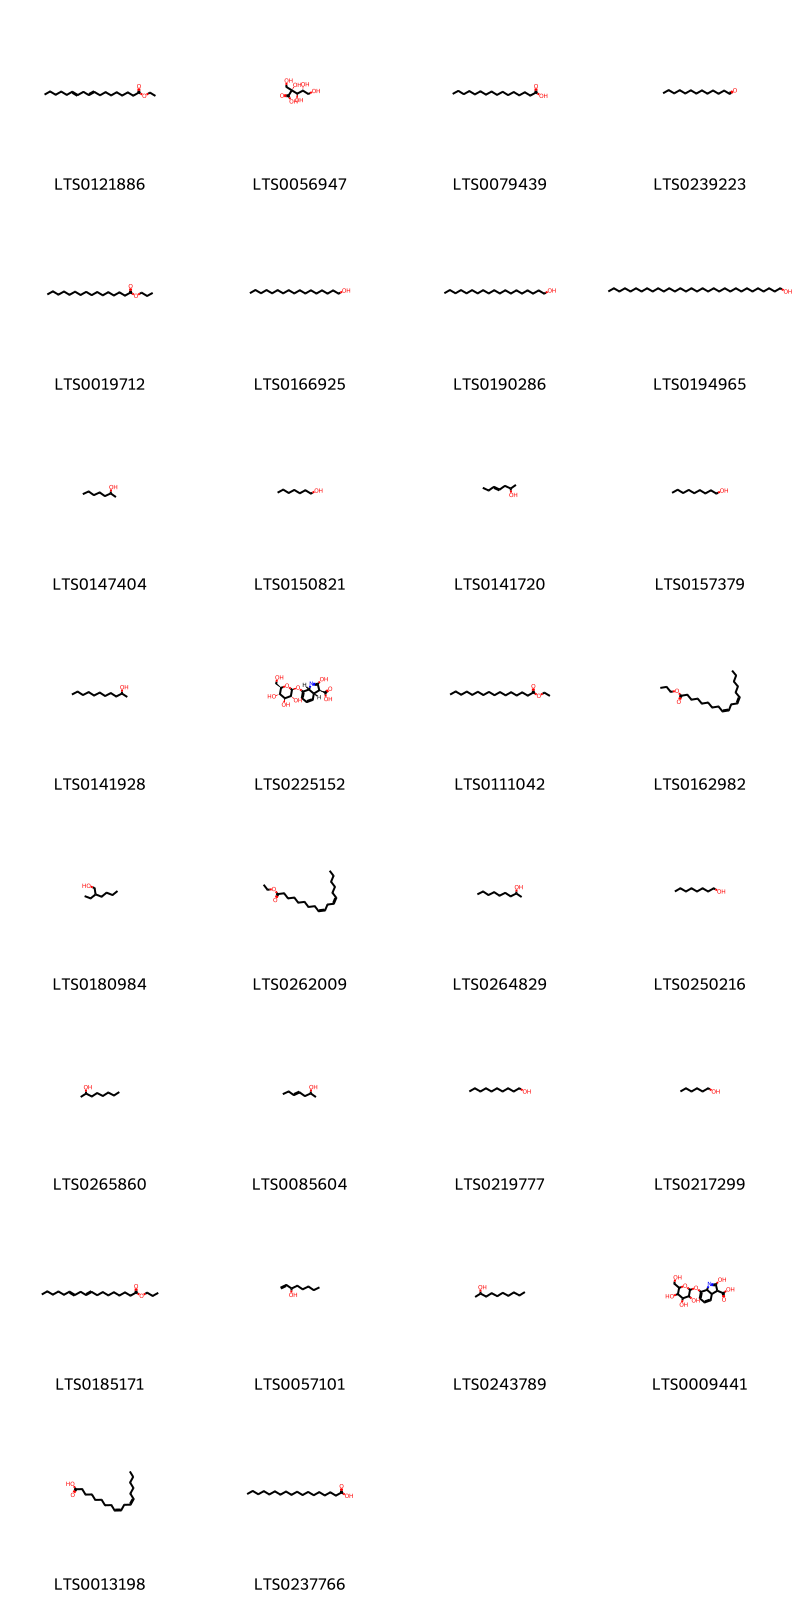 LTS0121886 LTS0056947 LTS0079439 LTS0239223
LTS0019712 LTS0166925 LTS0190286 LTS0194965
LTS0147404 LTS0150821 LTS0141720 LTS0157379
LTS0141928 LTS0225152 LTS0111042 LTS0162982
LTS0180984 LTS0262009 LTS0264829 LTS0250216
LTS0265860 LTS0085604 LTS0219777 LTS0217299
LTS0185171 LTS0057101 LTS0243789 LTS0009441
LTS0013198 LTS0237766